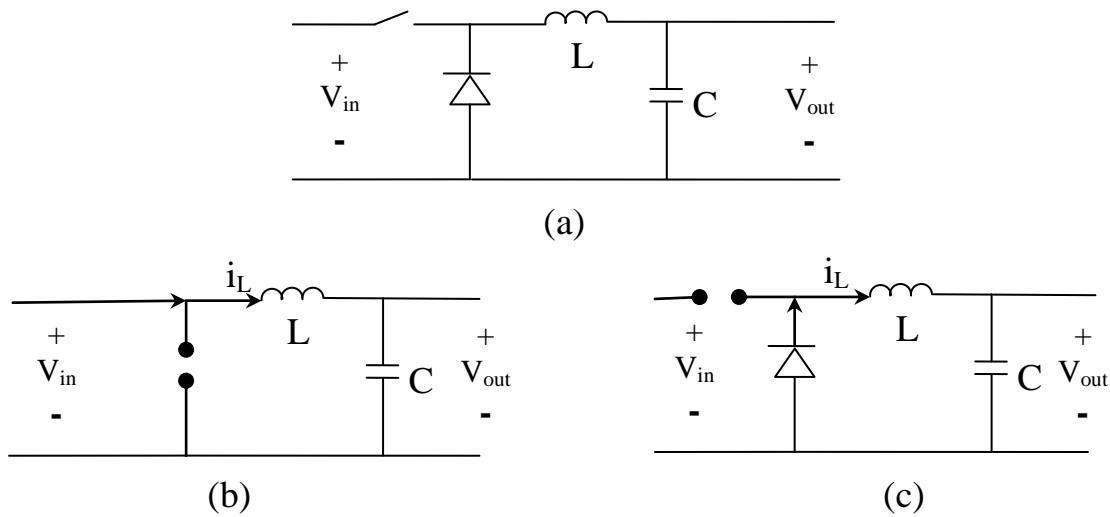 L
+ +
V_in C V_out
- -
(a)
i_L i_L
L L
+ + + +
V_in C V_out V_in C V_out
- - - -
(b) (c)